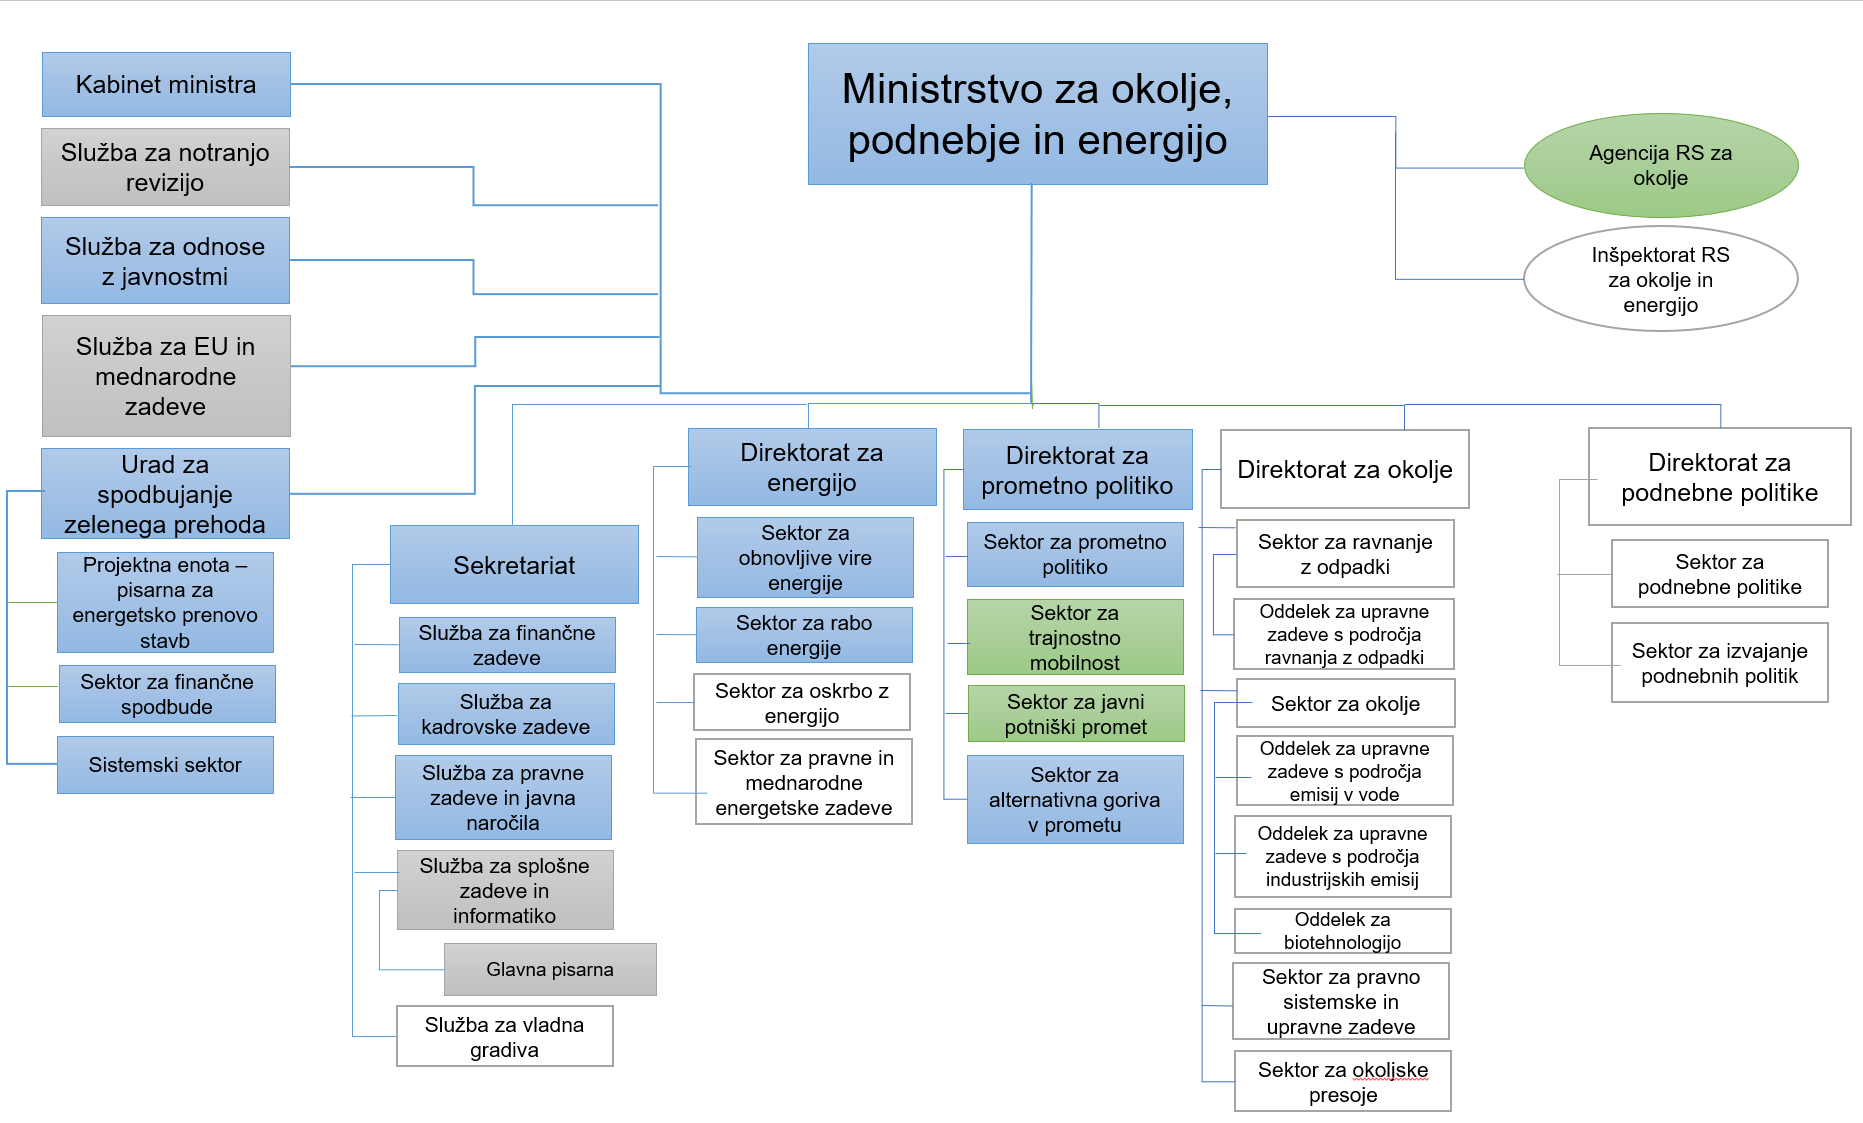 Ministrstvo za okolje,
podnebje in energijo
Agencija RS za
okolje
Inšpektorat RS
za okolje in
energijo
Kabinet ministra
Služba za notranjo
revizijo
Služba za odnose
z javnostmi
Služba za EU in
mednarodne
zadeve
Urad za
spodbujanje
zelenega prehoda
Projektna enota –
pisarna za
energetsko prenovo
stavb
Sektor za finančne
spodbude
Sistemski sektor
Sekretariat
Služba za finančne
zadeve
Služba za
kadrovske zadeve
Služba za pravne
zadeve in javna
naročila
Služba za splošne
zadeve in
informatiko
Glavna pisarna
Služba za vladna
gradiva
Direktorat za
energijo
Sektor za
obnovljive vire
energije
Sektor za rabo
energije
Sektor za oskrbo z
energijo
Sektor za pravne in
mednarodne
energetske zadeve
Direktorat za
prometno politiko
Sektor za prometno
politiko
Sektor za
trajnostno
mobilnost
Sektor za javni
potniški promet
Sektor za
alternativna goriva
v prometu
Direktorat za okolje
Sektor za ravnanje
z odpadki
Oddelek za upravne
zadeve s področja
ravnanja z odpadki
Sektor za okolje
Oddelek za upravne
zadeve s področja
emisij v vode
Oddelek za upravne
zadeve s področja
industrijskih emisij
Oddelek za
biotehnologijo
Sektor za pravno
sistemske in
upravne zadeve
Sektor za okoljske
presoje
Direktorat za
podnebne politike
Sektor za
podnebne politike
Sektor za izvajanje
podnebnih politik